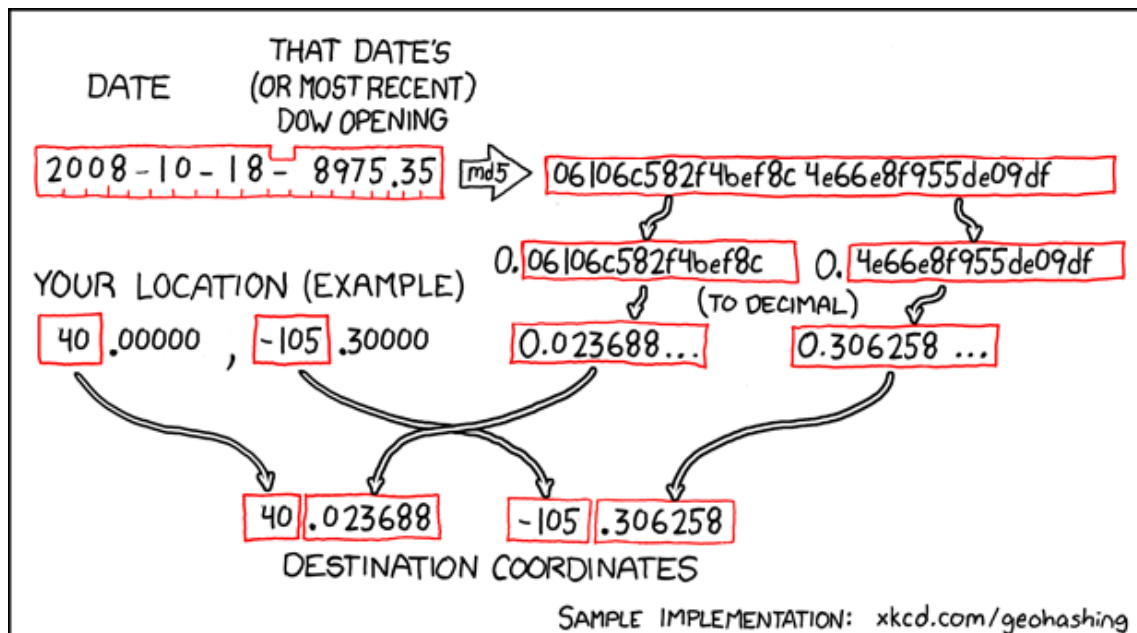 DATE
THAT DATE'S
(OR MOST RECENT)
DOW OPENING
2008-10-18- 8975.35
md5
06106c582f4bef8c4e66e8f955de09df
0.06106c582f4bef8c
0.4e66e8f955de09df
(TO DECIMAL)
0.023688...
0.306258 ...
YOUR LOCATION (EXAMPLE)
40.00000 , -105.30000
40.023688
-105.306258
DESTINATION COORDINATES
SAMPLE IMPLEMENTATION: xkcd.com/geohashing